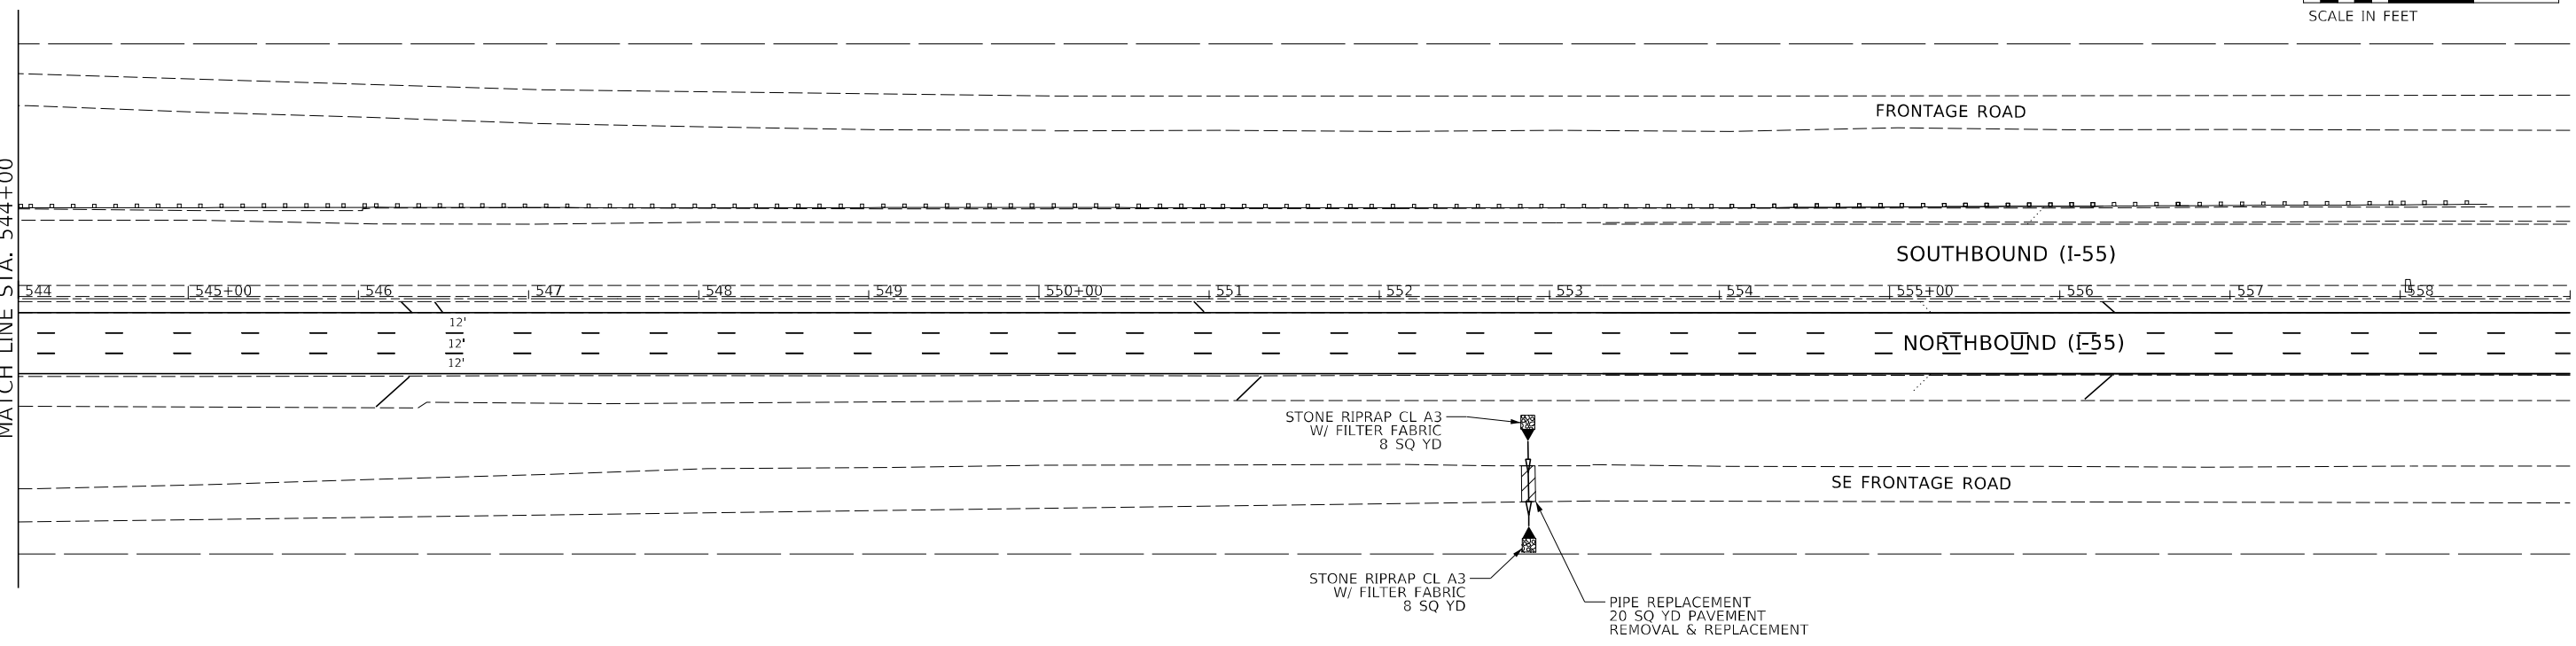 SCALE IN FEET
FRONTAGE ROAD
MATCH LINE STA. 544+00
SOUTHBOUND (I-55)
544 545+00 546 547 548 549 550+00 551 552 553 554 555+00 556 557 558
12'
12'
12'
NORTHBOUND (I-55)
STONE RIPRAP CL A3
W/ FILTER FABRIC
8 SQ YD
SE FRONTAGE ROAD
STONE RIPRAP CL A3
W/ FILTER FABRIC
8 SQ YD
PIPE REPLACEMENT
20 SQ YD PAVEMENT
REMOVAL & REPLACEMENT